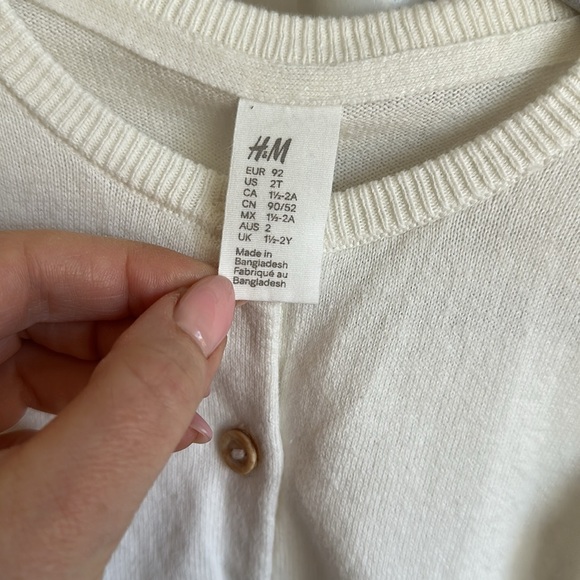 H&M
EUR 92
US 2T
CA 1½-2A
CN 90/52
MX 1½-2A
AUS 2
UK 1½-2Y
Made in
Bangladesh
Fabriqué au
Bangladesh